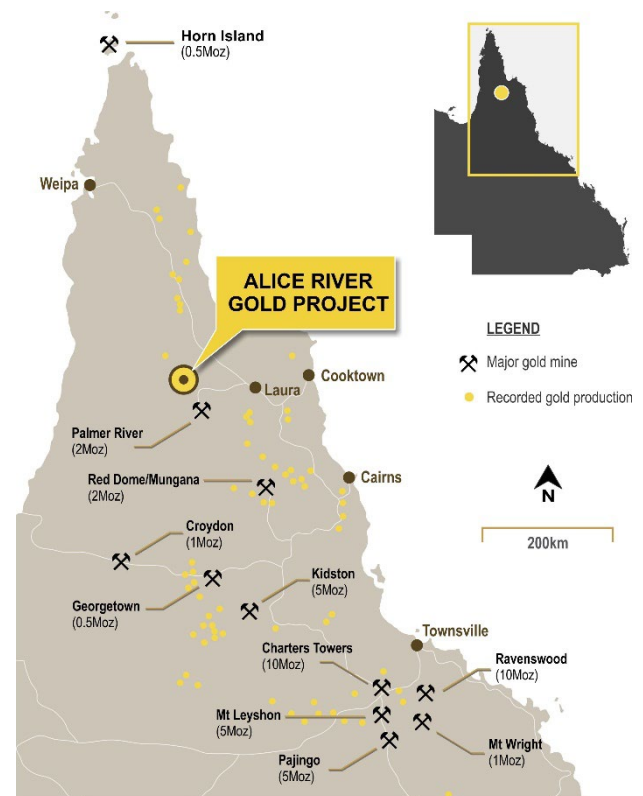 Horn Island
(0.5Moz)
Weipa
ALICE RIVER
GOLD PROJECT
LEGEND
Major gold mine
Recorded gold production
Cooktown
Laura
Palmer River
(2Moz)
Red Dome/Mungana
(2Moz)
Cairns
N
200km
Croydon
(1Moz)
Georgetown
(0.5Moz)
Kidston
(5Moz)
Townsville
Charters Towers
(10Moz)
Ravenswood
(10Moz)
Mt Leyshon
(5Moz)
Mt Wright
(1Moz)
Pajingo
(5Moz)